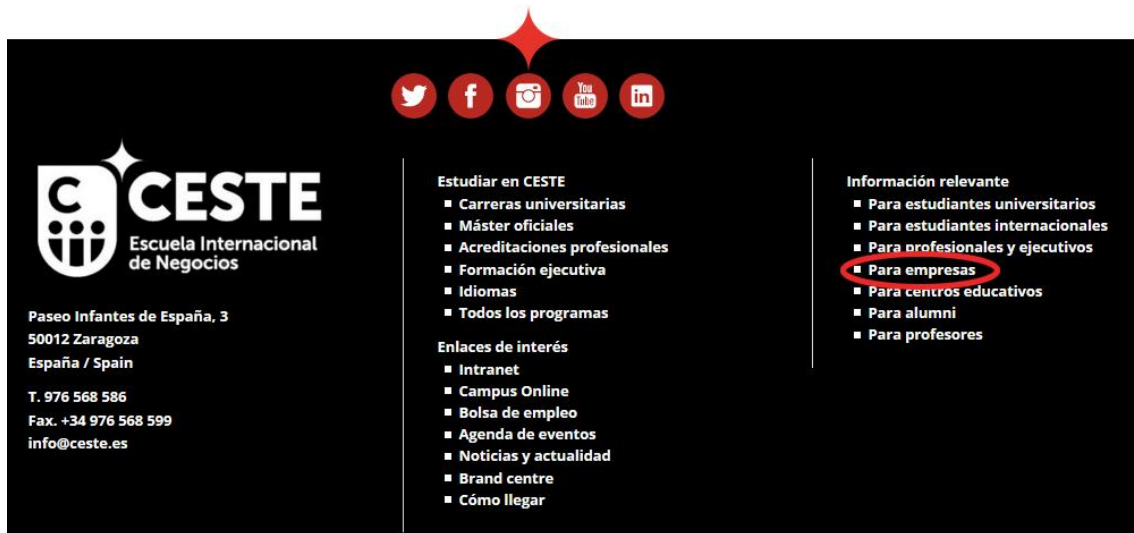 You
Tube
in
CESTE
Escuela Internacional
de Negocios
Paseo Infantes de España, 3
50012 Zaragoza
España / Spain
T. 976 568 586
Fax. +34 976 568 599
info@ceste.es
Estudiar en CESTE
Carreras universitarias
Máster oficiales
Acreditaciones profesionales
Formación ejecutiva
Idiomas
Todos los programas
Enlaces de interés
Intranet
Campus Online
Bolsa de empleo
Agenda de eventos
Noticias y actualidad
Brand centre
Cómo llegar
Información relevante
Para estudiantes universitarios
Para estudiantes internacionales
Para profesionales y ejecutivos
Para empresas
Para centros educativos
Para alumni
Para profesores